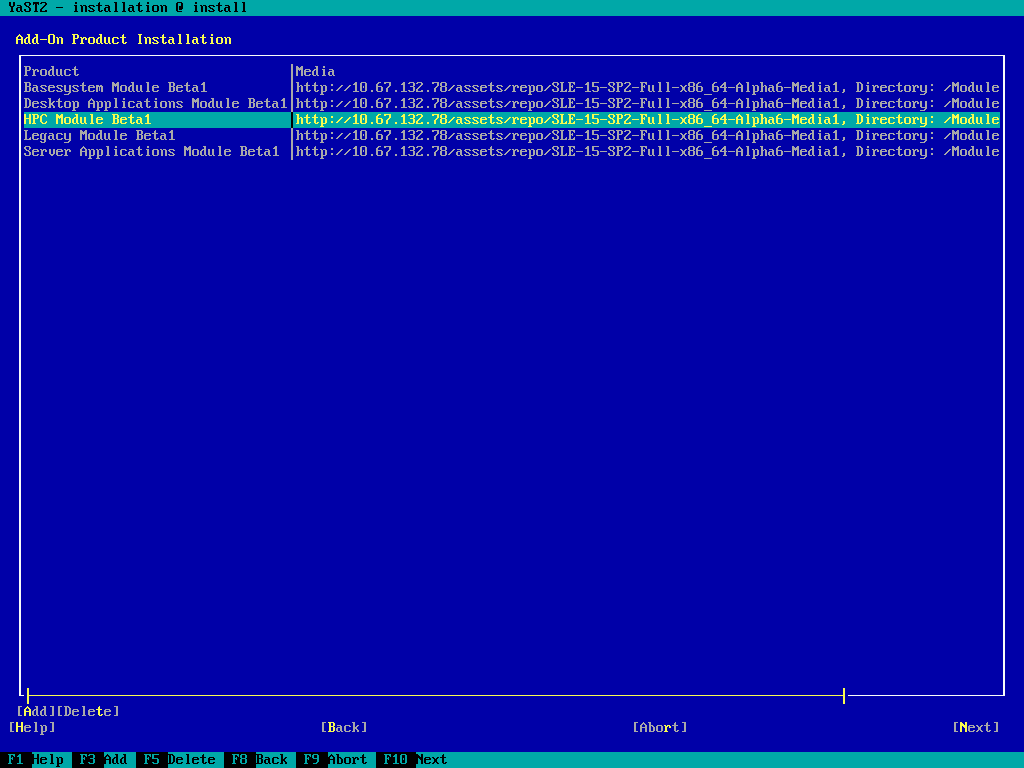 YaST2 - installation @ install
Add-On Product Installation
Product |Media
Basesystem Module Beta1 |http://10.67.132.78/assets/repo/SLE-15-SP2-Full-x86_64-Alpha6-Media1, Directory: /Module
Desktop Applications Module Beta1|http://10.67.132.78/assets/repo/SLE-15-SP2-Full-x86_64-Alpha6-Media1, Directory: /Module
HPC Module Beta1 |http://10.67.132.78/assets/repo/SLE-15-SP2-Full-x86_64-Alpha6-Media1, Directory: /Module
Legacy Module Beta1 |http://10.67.132.78/assets/repo/SLE-15-SP2-Full-x86_64-Alpha6-Media1, Directory: /Module
Server Applications Module Beta1 |http://10.67.132.78/assets/repo/SLE-15-SP2-Full-x86_64-Alpha6-Media1, Directory: /Module
[Add][Delete]
[Help] [Back] [Abort] [Next]
F1 Help F3 Add F5 Delete F8 Back F9 Abort F10 Next